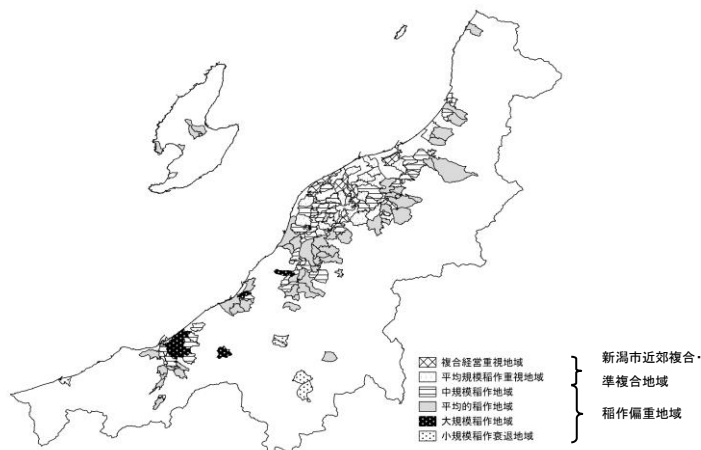 複合経営重視地域
平均規模稲作重視地域
中規模稲作地域
平均的稲作地域
大規模稲作地域
小規模稲作衰退地域
新潟市近郊複合・
準複合地域
稲作偏重地域